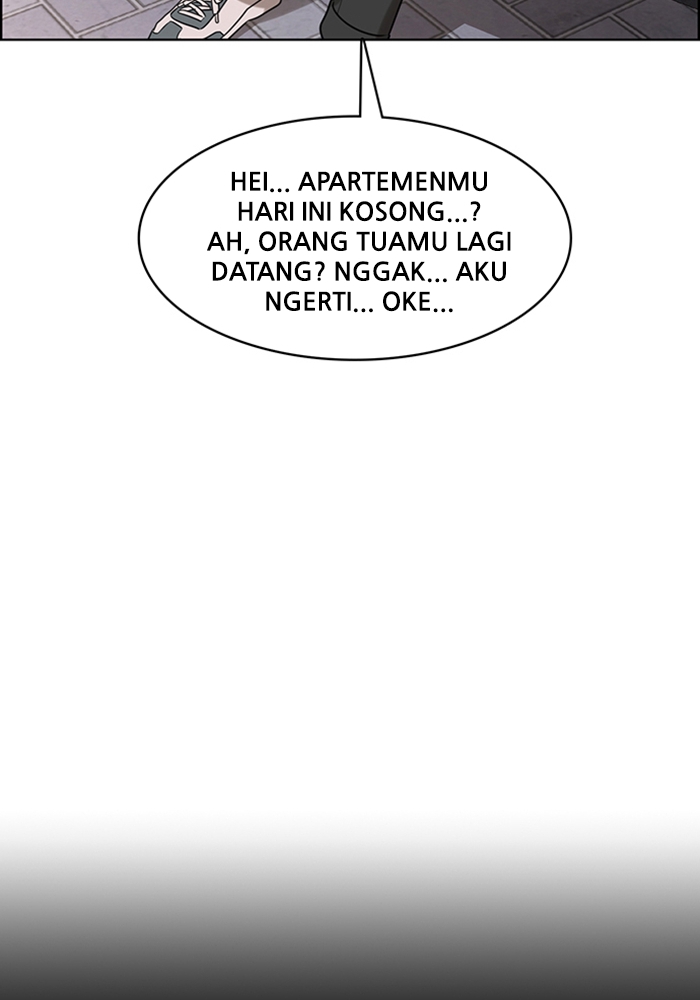 HEI... APARTEMENMU
HARI INI KOSONG...?
AH, ORANG TUAMU LAGI
DATANG? NGGAK... AKU
NGERTI... OKE...